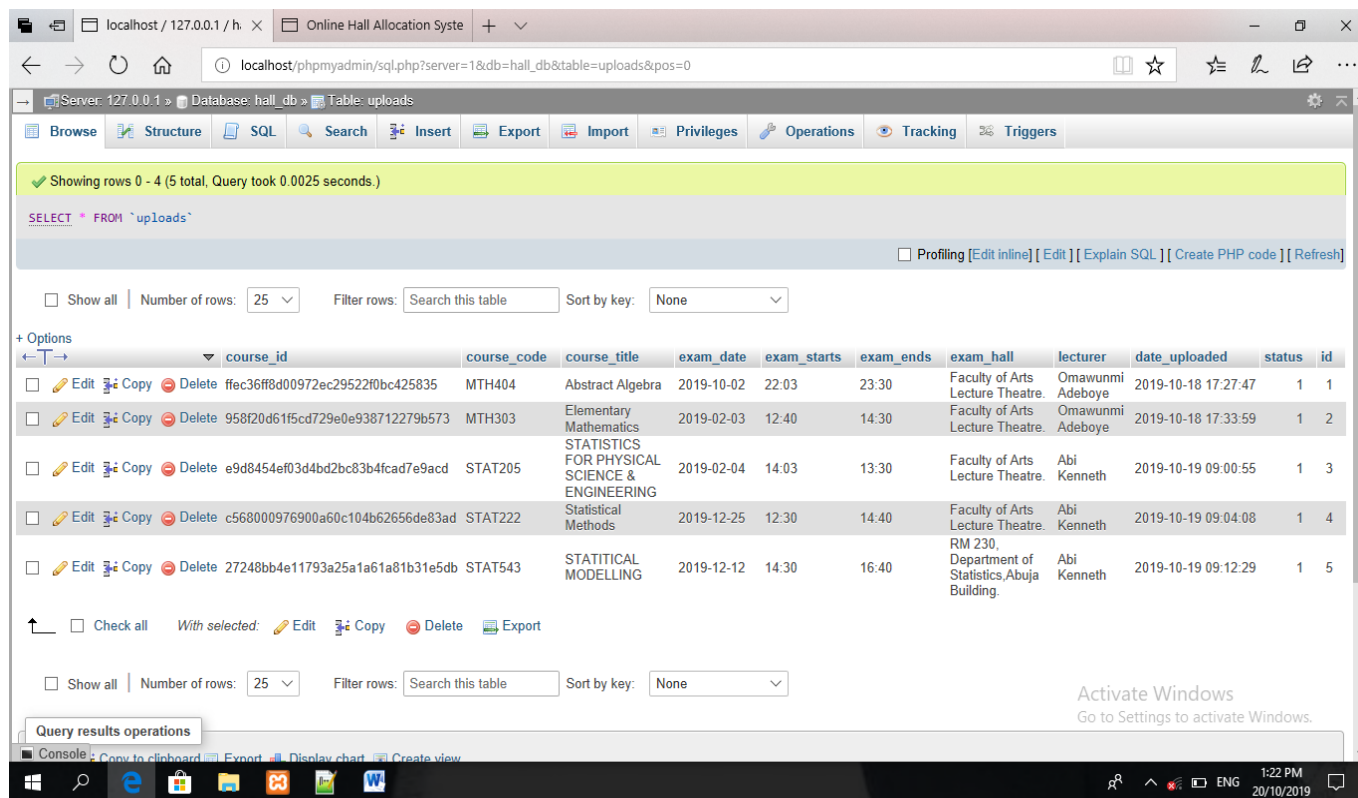 localhost / 127.0.0.1 / h
Online Hall Allocation Syste
localhost/phpmyadmin/sql.php?server=1&db=hall_db&table=uploads&pos=0
Server: 127.0.0.1 » Database: hall_db » Table: uploads
Browse Structure SQL Search Insert Export Import Privileges Operations Tracking Triggers
Showing rows 0 - 4 (5 total, Query took 0.0025 seconds.)
SELECT * FROM `uploads`
Profiling [Edit inline] [ Edit ] [ Explain SQL ] [ Create PHP code ] [ Refresh]
Show all Number of rows: 25 Filter rows: Search this table Sort by key: None
+ Options
←T→ course_id course_code course_title exam_date exam_starts exam_ends exam_hall lecturer date_uploaded status id
Edit Copy Delete ffec36ff8d00972ec29522f0bc425835 MTH404 Abstract Algebra 2019-10-02 22:03 23:30 Faculty of Arts Lecture Theatre. Omawunmi Adeboye 2019-10-18 17:27:47 1 1
Edit Copy Delete 958f20d61f5cd729e0e938712279b573 MTH303 Elementary Mathematics 2019-02-03 12:40 14:30 Faculty of Arts Lecture Theatre. Omawunmi Adeboye 2019-10-18 17:33:59 1 2
Edit Copy Delete e9d8454ef03d4bd2bc83b4fcad7e9acd STAT205 STATISTICS FOR PHYSICAL SCIENCE & ENGINEERING 2019-02-04 14:03 13:30 Faculty of Arts Lecture Theatre. Abi Kenneth 2019-10-19 09:00:55 1 3
Edit Copy Delete c568000976900a60c104b62656de83ad STAT222 Statistical Methods 2019-12-25 12:30 14:40 Faculty of Arts Lecture Theatre. Abi Kenneth 2019-10-19 09:04:08 1 4
Edit Copy Delete 27248bb4e11793a25a1a61a81b31e5db STAT543 STATITICAL MODELLING 2019-12-12 14:30 16:40 RM 230, Department of Statistics,Abuja Building. Abi Kenneth 2019-10-19 09:12:29 1 5
Check all With selected: Edit Copy Delete Export
Show all Number of rows: 25 Filter rows: Search this table Sort by key: None
Activate Windows
Go to Settings to activate Windows.
Query results operations
Console Copy to clipboard Export Display chart Create view
ENG 1:22 PM
20/10/2019